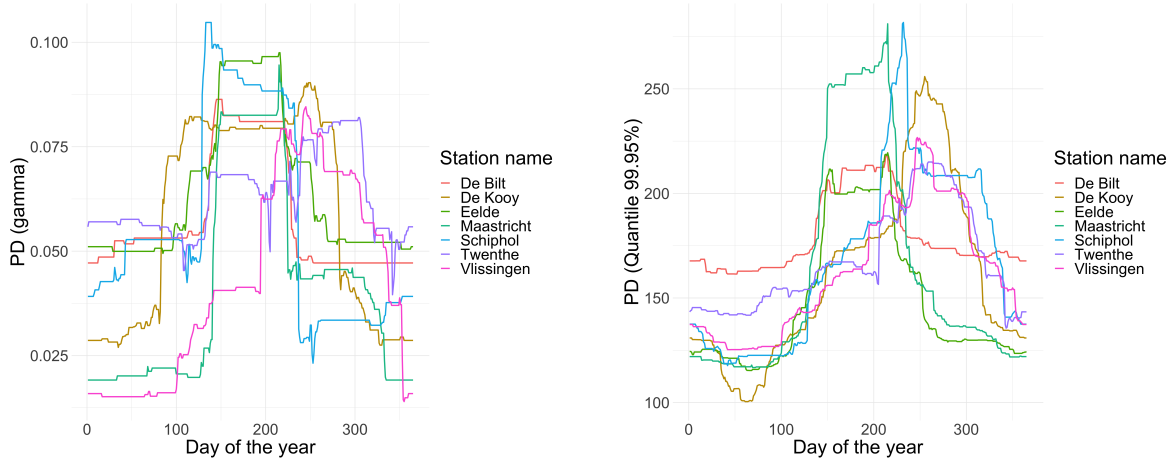 PD (gamma)
0.100
0.075
0.050
0.025
0
100
200
300
Day of the year
Station name
De Bilt
De Kooy
Eelde
Maastricht
Schiphol
Twenthe
Vlissingen
PD (Quantile 99.95%)
250
200
150
100
0
100
200
300
Day of the year
Station name
De Bilt
De Kooy
Eelde
Maastricht
Schiphol
Twenthe
Vlissingen